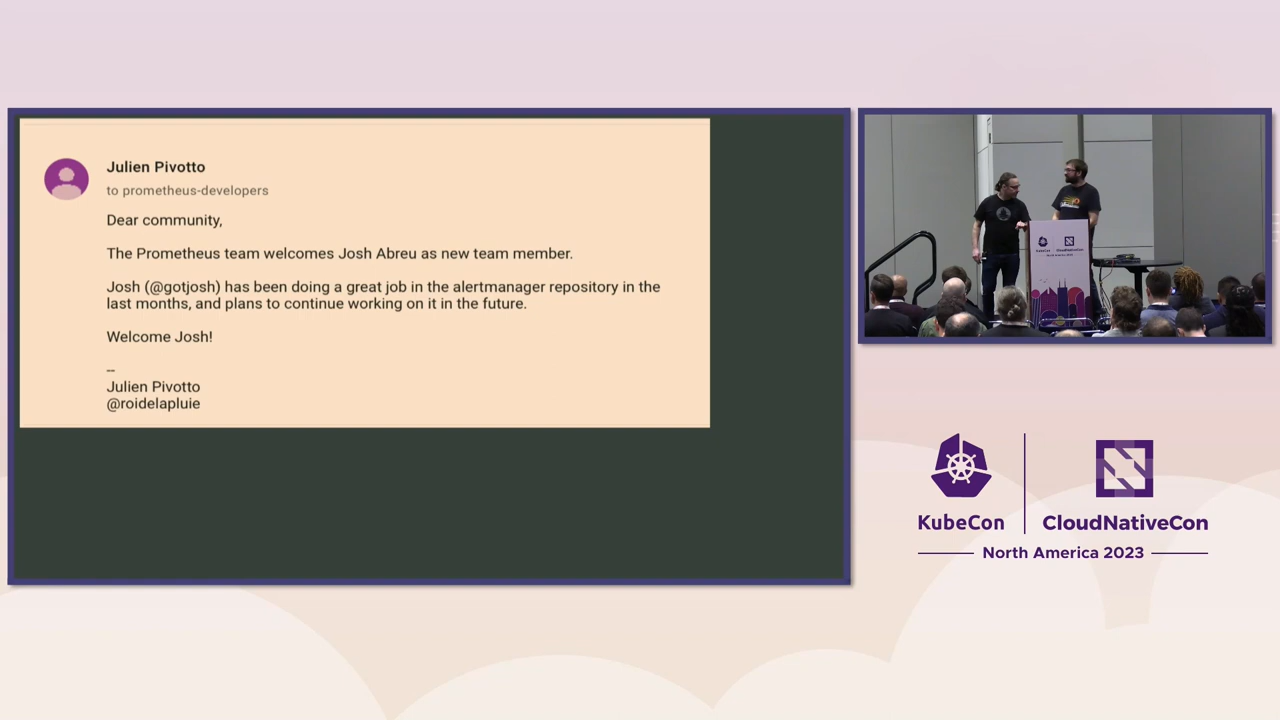 Julien Pivotto
to prometheus-developers
Dear community,
The Prometheus team welcomes Josh Abreu as new team member.
Josh (@gotjosh) has been doing a great job in the alertmanager repository in the
last months, and plans to continue working on it in the future.
Welcome Josh!
--
Julien Pivotto
@roidelapluie
KubeCon
CloudNativeCon
North America 2023